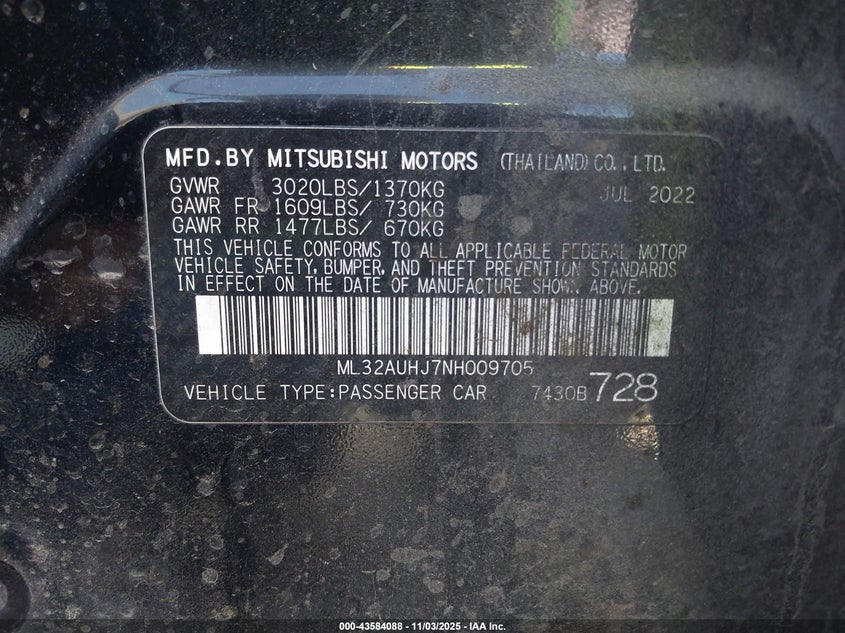 MFD.BY MITSUBISHI MOTORS (THAILAND) CO.,LTD.
GVWR 3020LBS/1370KG JUL 2022
GAWR FR 1609LBS/ 730KG
GAWR RR 1477LBS/ 670KG
THIS VEHICLE CONFORMS TO ALL APPLICABLE FEDERAL MOTOR
VEHICLE SAFETY, BUMPER, AND THEFT PREVENTION STANDARDS
IN EFFECT ON THE DATE OF MANUFACTURE SHOWN ABOVE.
ML32AUHJ7NH009705
VEHICLE TYPE:PASSENGER CAR 7430B728
000-43584088 - 11/03/2025 - IAA Inc.